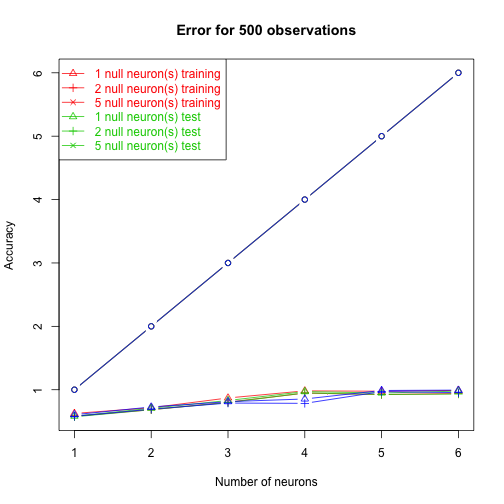 Error for 500 observations
1 null neuron(s) training
2 null neuron(s) training
5 null neuron(s) training
1 null neuron(s) test
2 null neuron(s) test
5 null neuron(s) test
Accuracy
6
5
4
3
2
1
1 2 3 4 5 6
Number of neurons